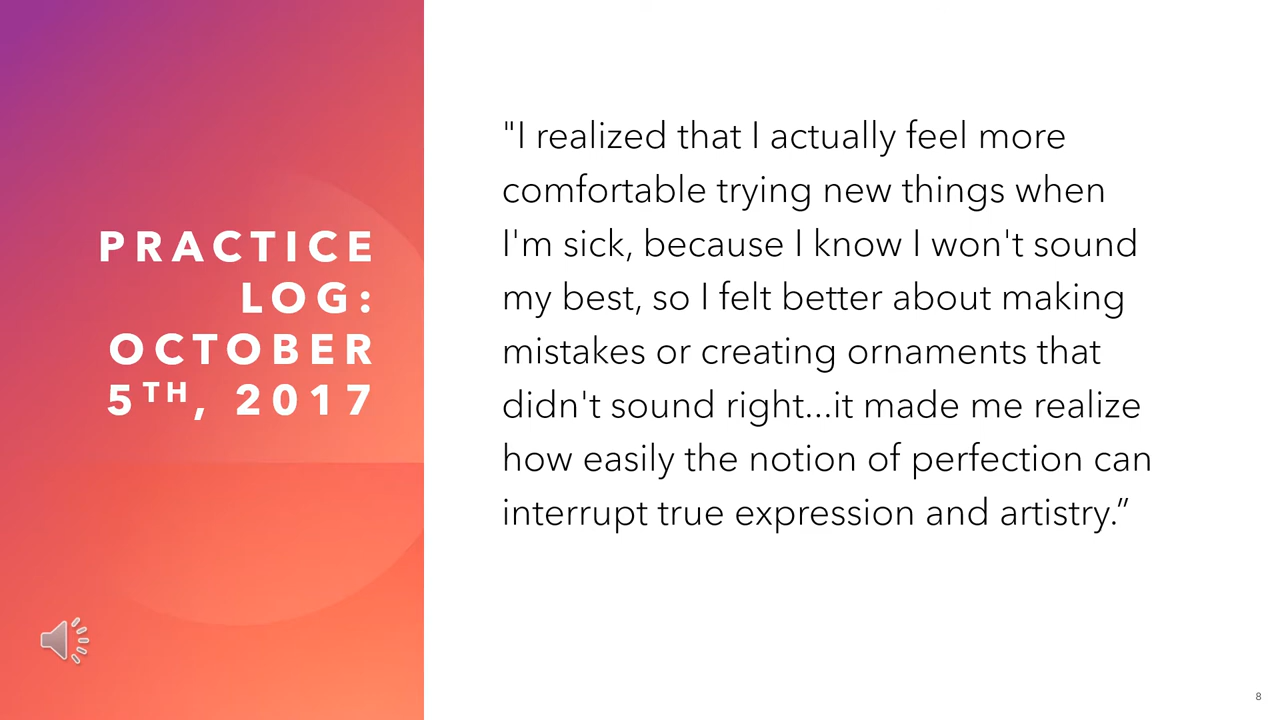 PRACTICE
LOG:
OCTOBER
5TH, 2017
"I realized that I actually feel more
comfortable trying new things when
I'm sick, because I know I won't sound
my best, so I felt better about making
mistakes or creating ornaments that
didn't sound right...it made me realize
how easily the notion of perfection can
interrupt true expression and artistry.”
8